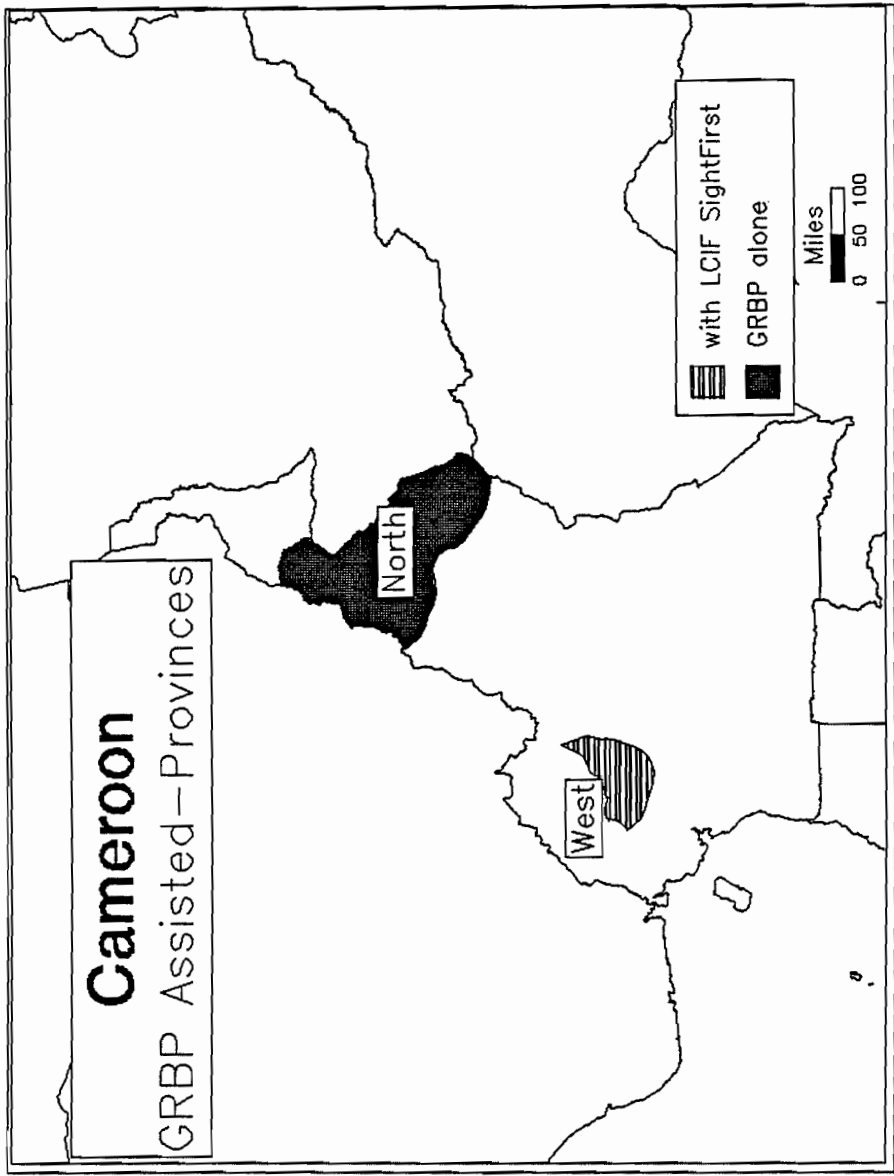 Cameroon
GRBP Assisted-Provinces
North
West
with LCIF SightFirst
GRBP alone
Miles
0 50 100